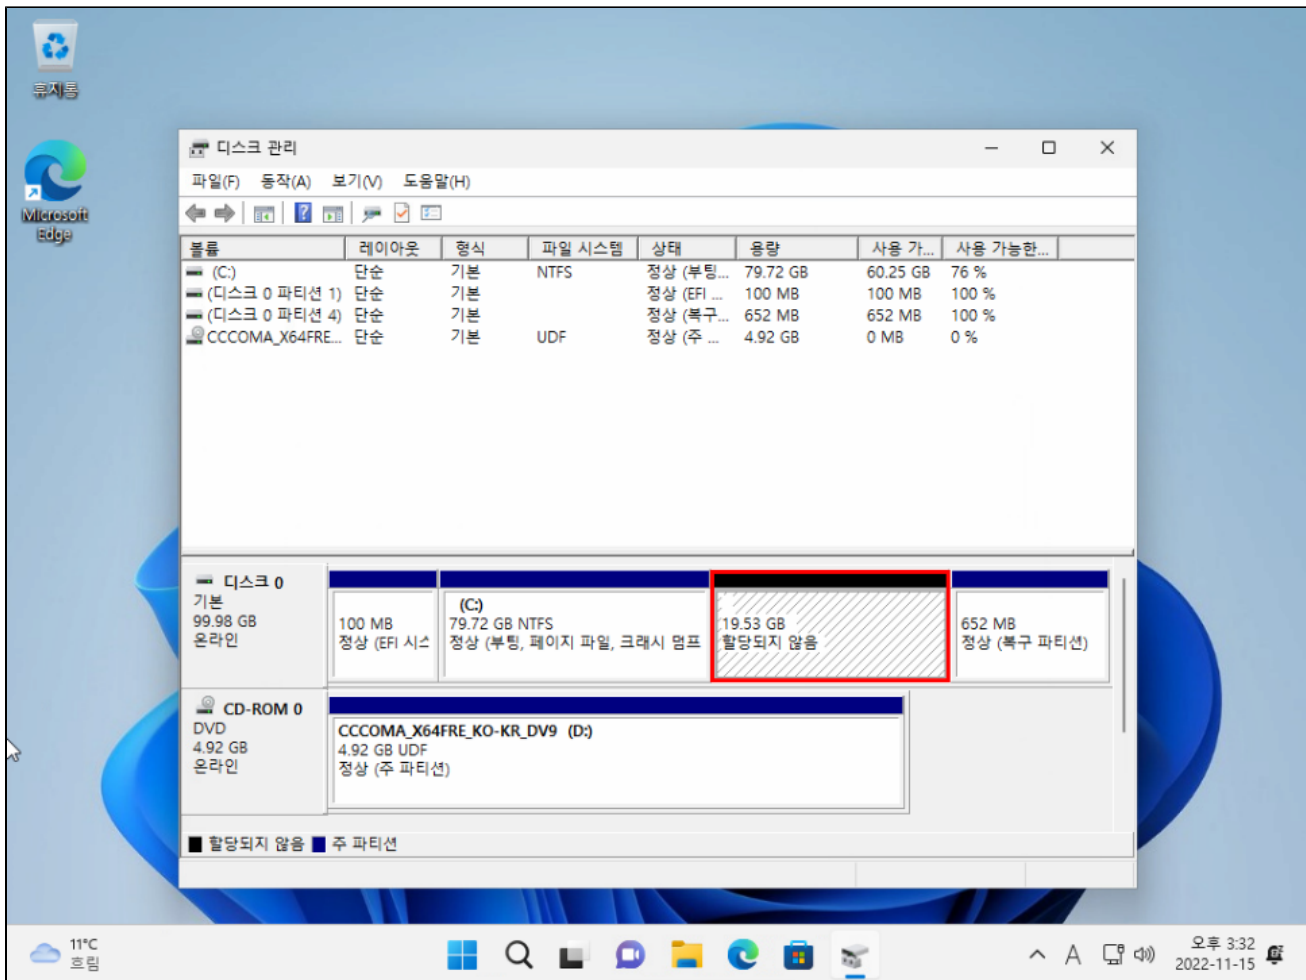 휴지통
Microsoft
Edge
디스크 관리
파일(F) 동작(A) 보기(V) 도움말(H)
볼륨 레이아웃 형식 파일 시스템 상태 용량 사용 가... 사용 가능한...
(C:) 단순 기본 NTFS 정상 (부팅... 79.72 GB 60.25 GB 76 %
(디스크 0 파티션 1) 단순 기본 정상 (EFI ... 100 MB 100 MB 100 %
(디스크 0 파티션 4) 단순 기본 정상 (복구... 652 MB 652 MB 100 %
CCCOMA_X64FRE... 단순 기본 UDF 정상 (주 ... 4.92 GB 0 MB 0 %
디스크 0
기본
99.98 GB
온라인
100 MB
정상 (EFI 시스
(C:)
79.72 GB NTFS
정상 (부팅, 페이지 파일, 크래시 덤프
19.53 GB
할당되지 않음
652 MB
정상 (복구 파티션)
CD-ROM 0
DVD
4.92 GB
온라인
CCCOMA_X64FRE_KO-KR_DV9 (D:)
4.92 GB UDF
정상 (주 파티션)
할당되지 않음 주 파티션
11°C
흐림
A
오후 3:32
2022-11-15